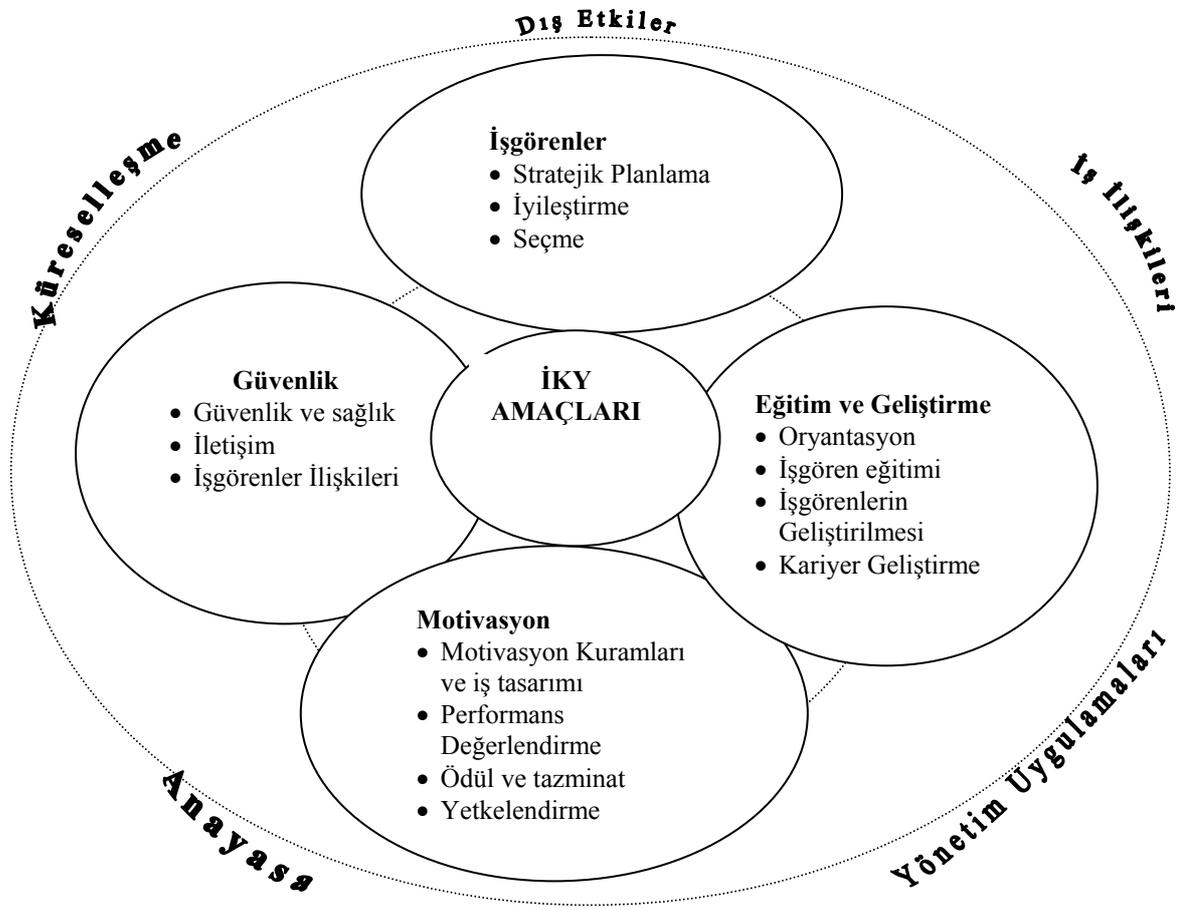 Dış Etkiler
Küreselleşme
İş İlişkileri
İşgörenler
• Stratejik Planlama
• İyileştirme
• Seçme
Güvenlik
• Güvenlik ve sağlık
• İletişim
• İşgörenler İlişkileri
İKY
AMAÇLARI
Eğitim ve Geliştirme
• Oryantasyon
• İşgören eğitimi
• İşgörenlerin
Geliştirilmesi
• Kariyer Geliştirme
Motivasyon
• Motivasyon Kuramları
ve iş tasarımı
• Performans
Değerlendirme
• Ödül ve tazminat
• Yetkelendirme
Anayasa
Yönetim Uygulamaları